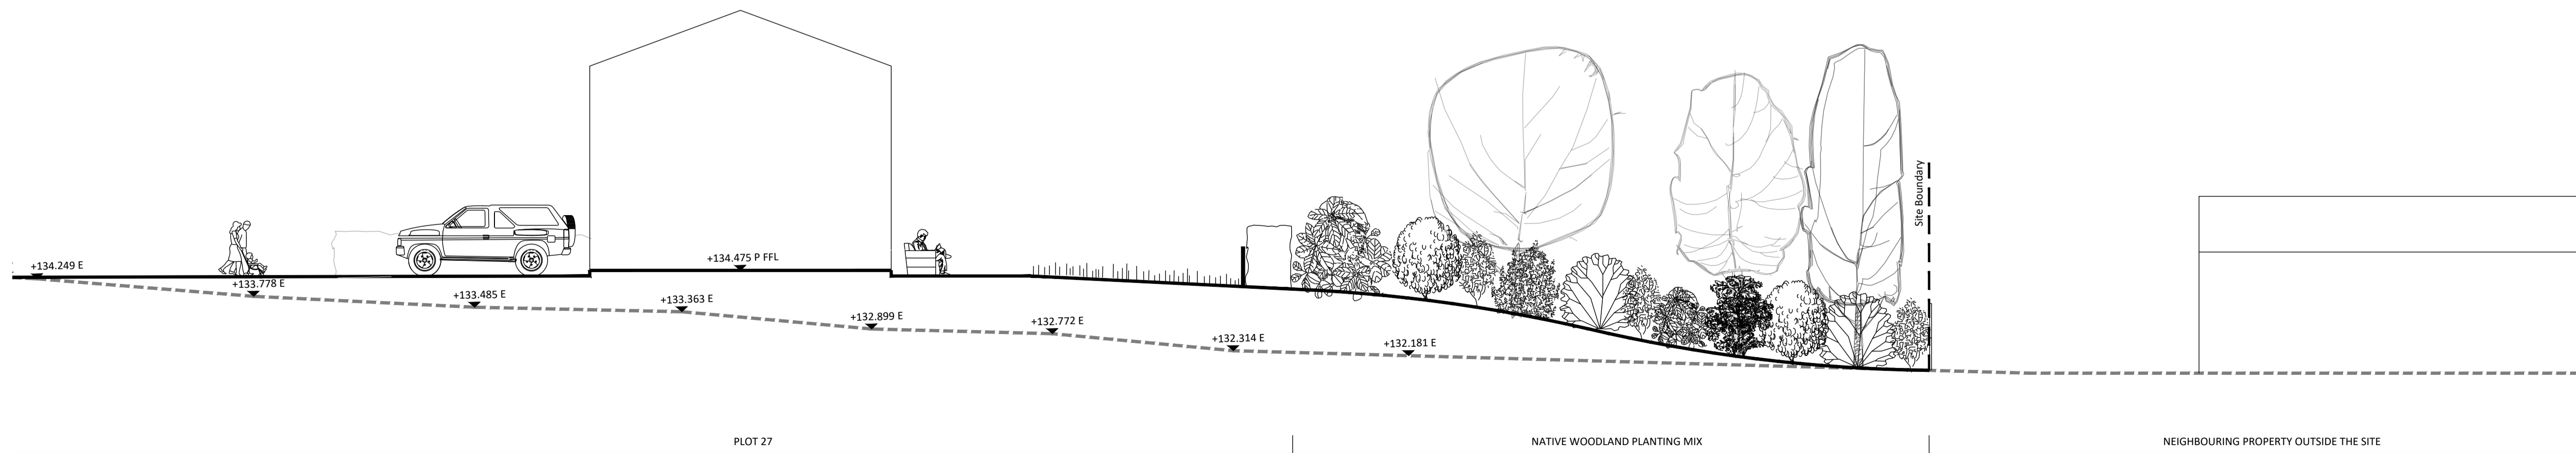 +134.249 E
+133.778 E
+133.485 E
+133.363 E
+134.475 P FFL
+132.899 E
+132.772 E
+132.314 E
+132.181 E
Site Boundary
PLOT 27
NATIVE WOODLAND PLANTING MIX
NEIGHBOURING PROPERTY OUTSIDE THE SITE